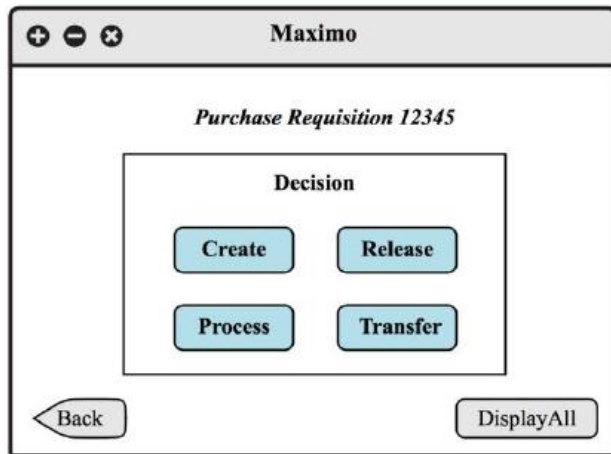 Maximo
Purchase Requisition 12345
Decision
Create Release
Process Transfer
Back DisplayAll